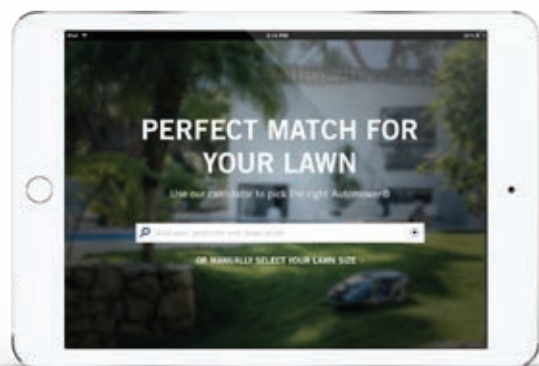 iPad
PERFECT MATCH FOR
YOUR LAWN
Use our calculator to pick the right Automower®
OR MANUALLY SELECT YOUR LAWN SIZE